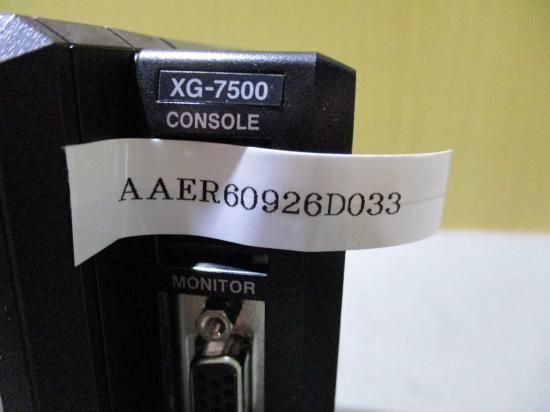 XG-7500
CONSOLE
AAER60926D033
MONITOR